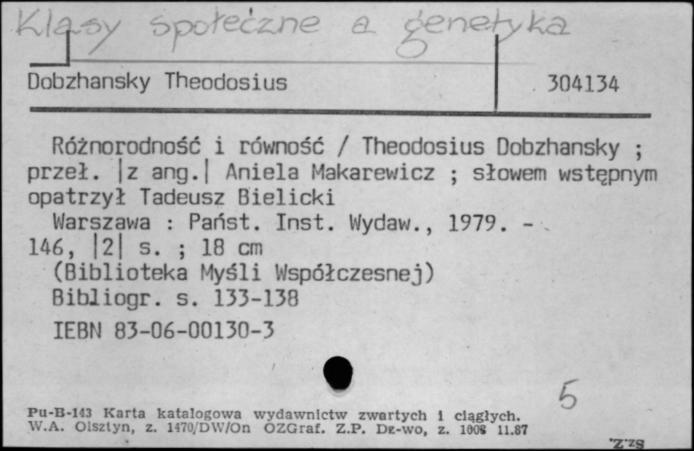 Klasy społeczne a genetyka
Dobzhansky Theodosius 304134
Różnorodność i równość / Theodosius Dobzhansky ;
przeł. |z ang.| Aniela Makarewicz ; słowem wstępnym
opatrzył Tadeusz Bielicki
Warszawa : Państ. Inst. Wydaw., 1979. -
146, |2| s. ; 18 cm
(Biblioteka Myśli Współczesnej)
Bibliogr. s. 133-138
IEBN 83-06-00130-3
5
Pu-B-143 Karta katalogowa wydawnictw zwartych i ciągłych.
W.A. Olsztyn, z. 1470/DW/On OZGraf. Z.P. Dz-wo, z. 1008 11.87